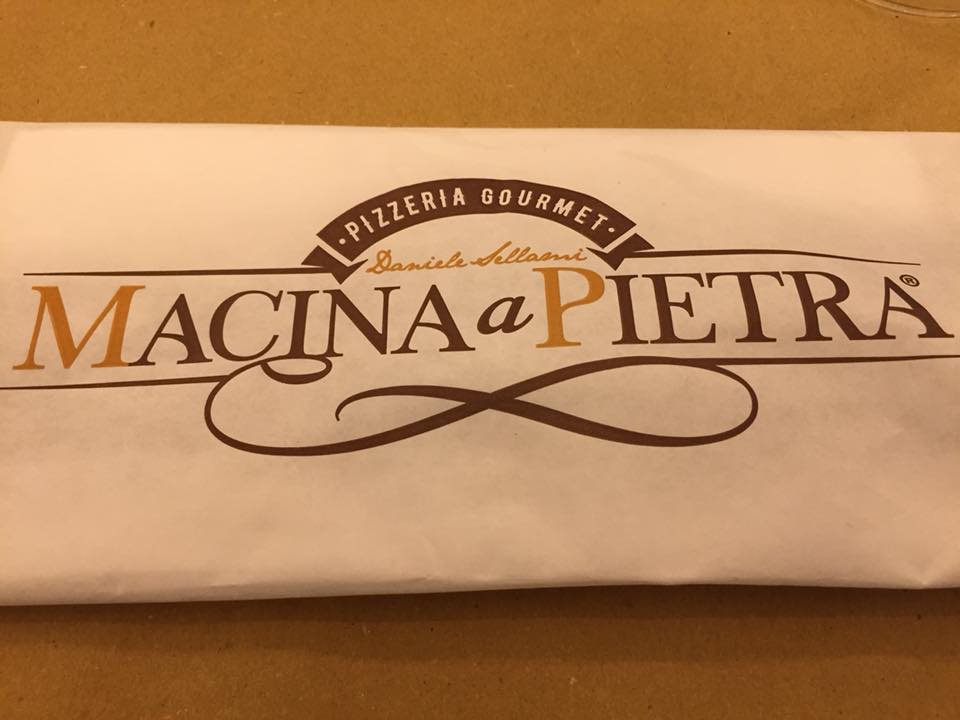 ·PIZZERIA GOURMET·
Daniele Sellami
MACINA a PIETRA®